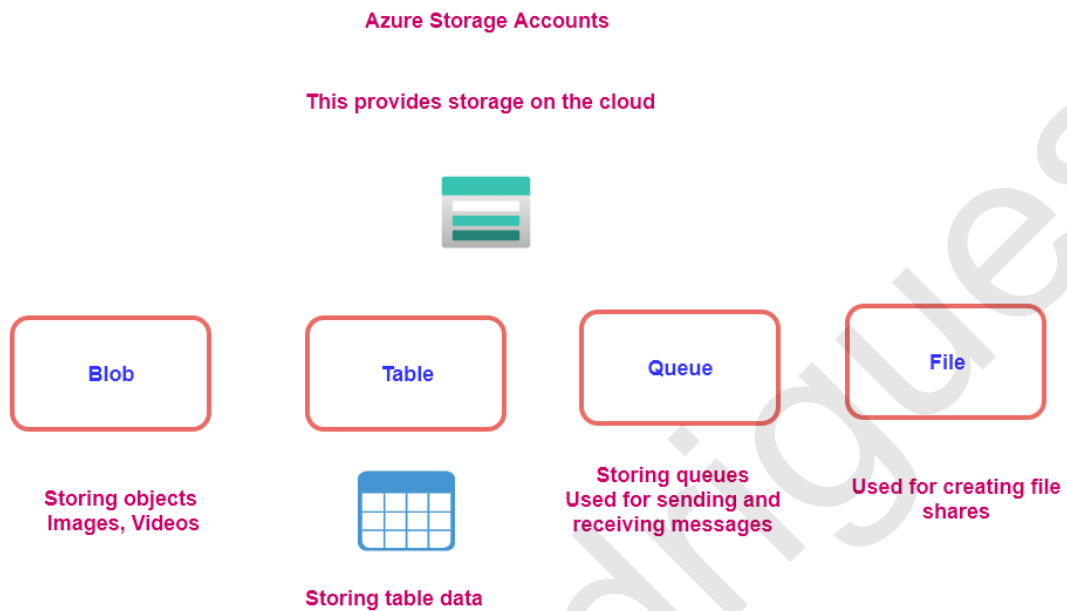 Azure Storage Accounts
This provides storage on the cloud
Blob
Table
Queue
File
Storing objects
Images, Videos
Storing table data
Storing queues
Used for sending and
receiving messages
Used for creating file
shares